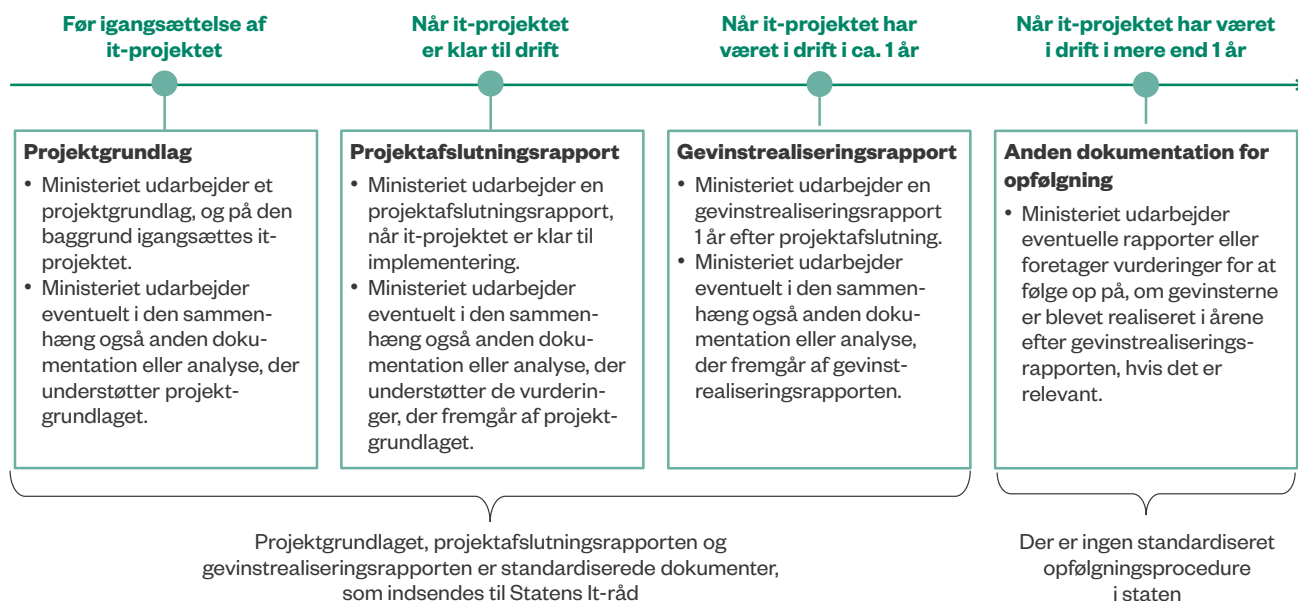 Før igangsættelse af
it-projektet
Når it-projektet
er klar til drift
Når it-projektet har
været i drift i ca. 1 år
Når it-projektet har været
i drift i mere end 1 år
Projektgrundlag
• Ministeriet udarbejder et
projektgrundlag, og på den
baggrund igangsættes it-
projektet.
• Ministeriet udarbejder
eventuelt i den sammen-
hæng også anden doku-
mentation eller analyse, der
understøtter projekt-
grundlaget.
Projektafslutningsrapport
• Ministeriet udarbejder en
projektafslutningsrapport,
når it-projektet er klar til
implementering.
• Ministeriet udarbejder
eventuelt i den sammen-
hæng også anden doku-
mentation eller analyse, der
understøtter de vurderin-
ger, der fremgår af projekt-
grundlaget.
Gevinstrealiseringsrapport
• Ministeriet udarbejder en
gevinstrealiseringsrapport
1 år efter projektafslutning.
• Ministeriet udarbejder
eventuelt i den sammen-
hæng også anden doku-
mentation eller analyse,
der fremgår af gevinst-
realiseringsrapporten.
Anden dokumentation for
opfølgning
• Ministeriet udarbejder
eventuelle rapporter eller
foretager vurderinger for at
følge op på, om gevinsterne
er blevet realiseret i årene
efter gevinstrealiserings-
rapporten, hvis det er
relevant.
Projektgrundlaget, projektafslutningsrapporten og
gevinstrealiseringsrapporten er standardiserede dokumenter,
som indsendes til Statens It-råd
Der er ingen standardiseret
opfølgningsprocedure
i staten